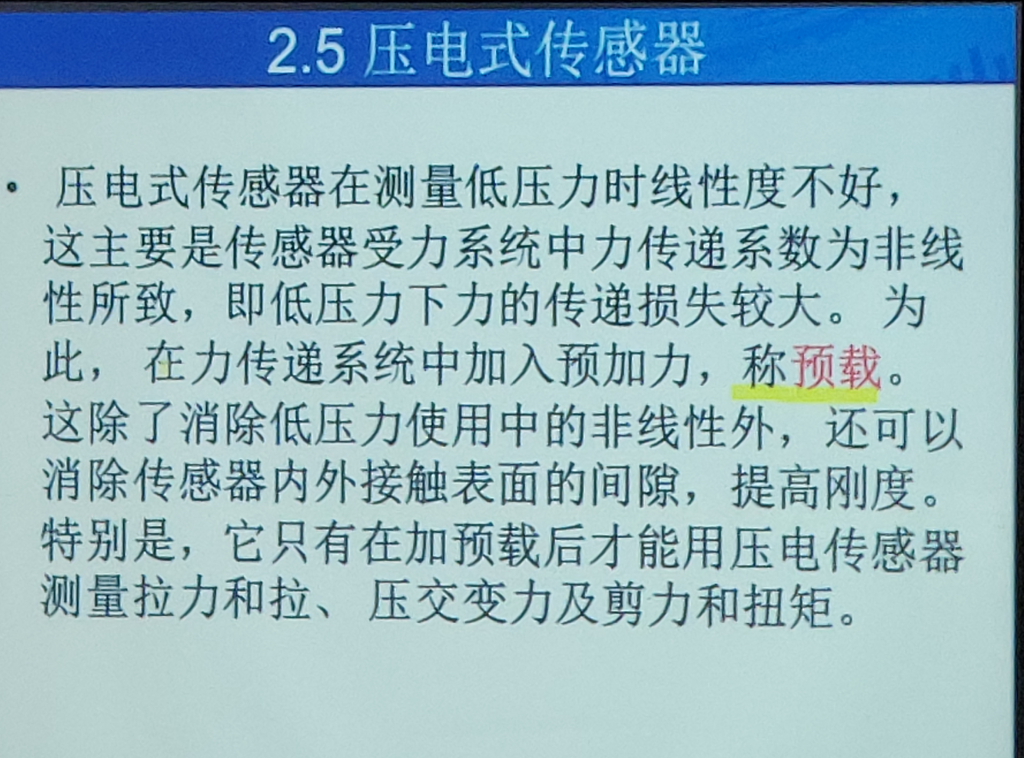 2.5 压电式传感器
• 压电式传感器在测量低压力时线性度不好，
这主要是传感器受力系统中力传递系数为非线
性所致，即低压力下力的传递损失较大。 为
此， 在力传递系统中加入预加力，称预载。
这除了消除低压力使用中的非线性外，还可以
消除传感器内外接触表面的间隙，提高刚度。
特别是，它只有在加预载后才能用压电传感器
测量拉力和拉、压交变力及剪力和扭矩。